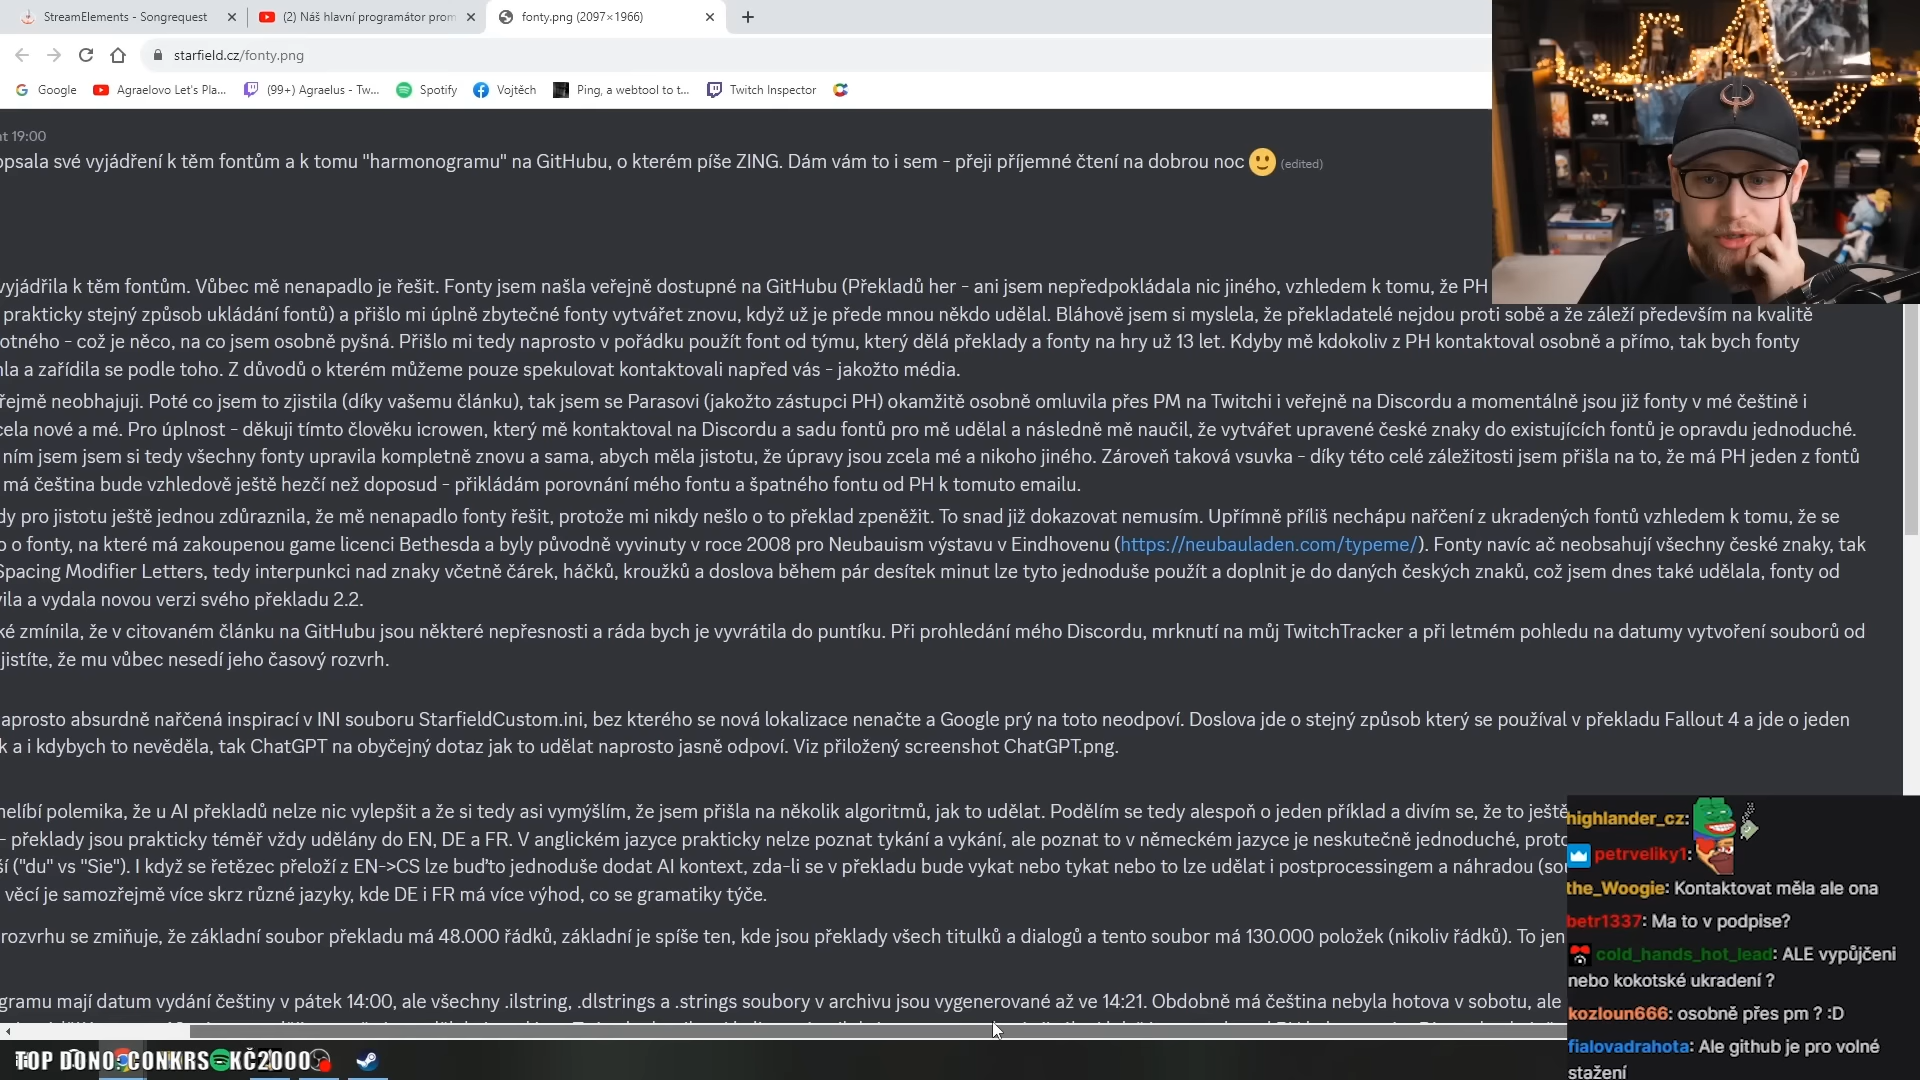 StreamElements - Songrequest
(2) Náš hlavní programátor prom
fonty.png (2097×1966)
starfield.cz/fonty.png
Google
Agraelovo Let's Pla...
(99+) Agraelus - Tw...
Spotify
Vojtěch
Ping, a webtool to t...
Twitch Inspector
at 19:00
opsala své vyjádření k těm fontům a k tomu "harmonogramu" na GitHubu, o kterém píše ZING. Dám vám to i sem - přeji příjemné čtení na dobrou noc 🙂 (edited)
vyjádřila k těm fontům. Vůbec mě nenapadlo je řešit. Fonty jsem našla veřejně dostupné na GitHubu (Překladů her - ani jsem nepředpokládala nic jiného, vzhledem k tomu, že PH
prakticky stejný způsob ukládání fontů) a přišlo mi úplně zbytečné fonty vytvářet znovu, když už je přede mnou někdo udělal. Bláhově jsem si myslela, že překladatelé nejdou proti sobě a že záleží především na kvalitě
otného - což je něco, na co jsem osobně pyšná. Přišlo mi tedy naprosto v pořádku použít font od týmu, který dělá překlady a fonty na hry už 13 let. Kdyby mě kdokoliv z PH kontaktoval osobně a přímo, tak bych fonty
la a zařídila se podle toho. Z důvodů o kterém můžeme pouze spekulovat kontaktovali napřed vás - jakožto média.
řejmě neobhajuji. Poté co jsem to zjistila (díky vašemu článku), tak jsem se Parasovi (jakožto zástupci PH) okamžitě osobně omluvila přes PM na Twitchi i veřejně na Discordu a momentálně jsou již fonty v mé češtině i
cela nové a mé. Pro úplnost - děkuji tímto člověku icrowen, který mě kontaktoval na Discordu a sadu fontů pro mě udělal a následně mě naučil, že vytvářet upravené české znaky do existujících fontů je opravdu jednoduché.
ním jsem jsem si tedy všechny fonty upravila kompletně znovu a sama, abych měla jistotu, že úpravy jsou zcela mé a nikoho jiného. Zároveň taková vsuvka - díky této celé záležitosti jsem přišla na to, že má PH jeden z fontů
má čeština bude vzhledově ještě hezčí než doposud - přikládám porovnání mého fontu a špatného fontu od PH k tomuto emailu.
dy pro jistotu ještě jednou zdůraznila, že mě nenapadlo fonty řešit, protože mi nikdy nešlo o to překlad zpeněžit. To snad již dokazovat nemusím. Upřímně příliš nechápu nařčení z ukradených fontů vzhledem k tomu, že se
o o fonty, na které má zakoupenou game licenci Bethesda a byly původně vyvinuty v roce 2008 pro Neubauism výstavu v Eindhovenu (https://neubauladen.com/typeme/). Fonty navíc ač neobsahují všechny české znaky, tak
Spacing Modifier Letters, tedy interpunkci nad znaky včetně čárek, háčků, kroužků a doslova během pár desítek minut lze tyto jednoduše použít a doplnit je do daných českých znaků, což jsem dnes také udělala, fonty od
vila a vydala novou verzi svého překladu 2.2.
ké zmínila, že v citovaném článku na GitHubu jsou některé nepřesnosti a ráda bych je vyvrátila do puntíku. Při prohledání mého Discordu, mrknutí na můj TwitchTracker a při letmém pohledu na datumy vytvoření souborů od
jistíte, že mu vůbec nesedí jeho časový rozvrh.
aprosto absurdně nařčená inspirací v INI souboru StarfieldCustom.ini, bez kterého se nová lokalizace nenačte a Google prý na toto neodpoví. Doslova jde o stejný způsob který se používal v překladu Fallout 4 a jde o jeden
k a i kdybych to nevěděla, tak ChatGPT na obyčejný dotaz jak to udělat naprosto jasně odpoví. Viz přiložený screenshot ChatGPT.png.
nelíbí polemika, že u AI překladů nelze nic vylepšit a že si tedy asi vymýšlím, že jsem přišla na několik algoritmů, jak to udělat. Podělím se tedy alespoň o jeden příklad a divím se, že to ještě
- překlady jsou prakticky téměř vždy udělány do EN, DE a FR. V anglickém jazyce prakticky nelze poznat tykání a vykání, ale poznat to v německém jazyce je neskutečně jednoduché, proto
ší ("du" vs "Sie"). I když se řetězec přeloží z EN->CS lze buďto jednoduše dodat AI kontext, zda-li se v překladu bude vykat nebo tykat nebo to lze udělat i postprocessingem a náhradou (sou
věcí je samozřejmě více skrz různé jazyky, kde DE i FR má více výhod, co se gramatiky týče.
rozvrhu se zmiňuje, že základní soubor překladu má 48.000 řádků, základní je spíše ten, kde jsou překlady všech titulků a dialogů a tento soubor má 130.000 položek (nikoliv řádků). To jen
gramu mají datum vydání češtiny v pátek 14:00, ale všechny .ilstring, .dlstrings a .strings soubory v archivu jsou vygenerované až ve 14:21. Obdobně má čeština nebyla hotova v sobotu, ale
highlander_cz:
petrveliky1:
the_Woogie: Kontaktovat měla ale ona
betr1337: Ma to v podpise?
cold_hands_hot_lead: ALE vypůjčeni
nebo kokotské ukradení ?
kozloun666: osobně přes pm ? :D
fialovadrahota: Ale github je pro volné
stažení
TOP DONO: CONKRS KČ2000